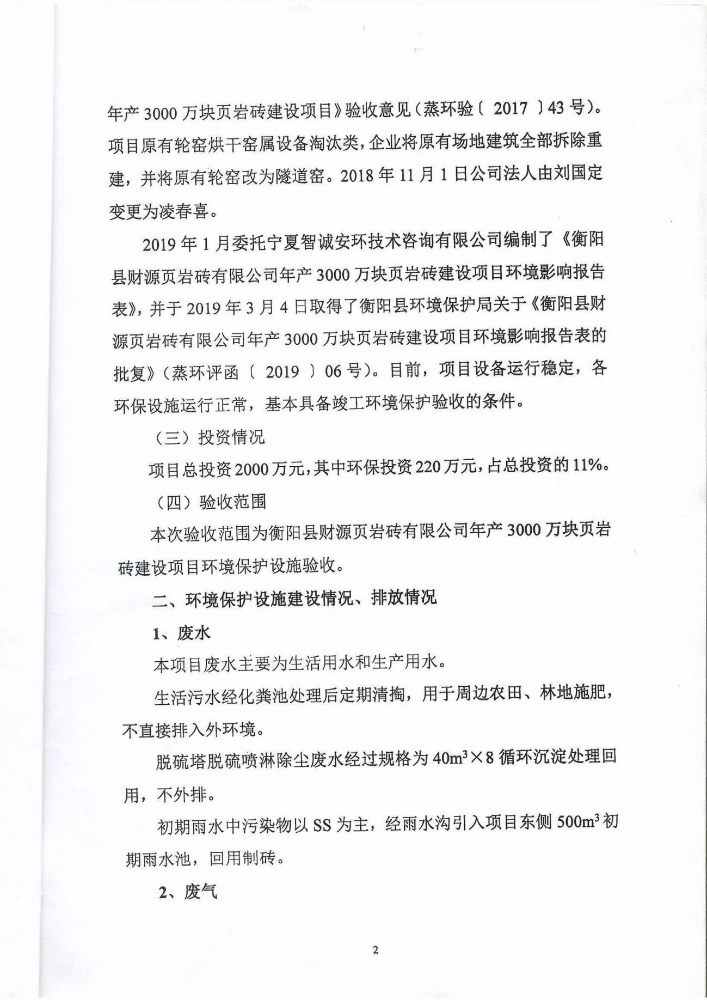 年产 3000 万块页岩砖建设项目》验收意见（蒸环验〔 2017 〕43 号）。
项目原有轮窑烘干窑属设备淘汰类，企业将原有场地建筑全部拆除重
建，并将原有轮窑改为隧道窑。2018 年 11 月 1 日公司法人由刘国定
变更为凌春喜。
2019 年 1 月委托宁夏智诚安环技术咨询有限公司编制了《衡阳
县财源页岩砖有限公司年产 3000 万块页岩砖建设项目环境影响报告
表》，并于 2019 年 3 月 4 日取得了衡阳县环境保护局关于《衡阳县财
源页岩砖有限公司年产 3000 万块页岩砖建设项目环境影响报告表的
批复》（蒸环评函〔 2019 〕06 号）。目前，项目设备运行稳定，各
环保设施运行正常，基本具备竣工环境保护验收的条件。
（三）投资情况
项目总投资 2000 万元，其中环保投资 220 万元，占总投资的 11%。
（四）验收范围
本次验收范围为衡阳县财源页岩砖有限公司年产 3000 万块页岩
砖建设项目环境保护设施验收。
二、环境保护设施建设情况、排放情况
1、废水
本项目废水主要为生活用水和生产用水。
生活污水经化粪池处理后定期清掏，用于周边农田、林地施肥，
不直接排入外环境。
脱硫塔脱硫喷淋除尘废水经过规格为 40m³×8 循环沉淀处理回
用，不外排。
初期雨水中污染物以 SS 为主，经雨水沟引入项目东侧 500m³ 初
期雨水池，回用制砖。
2、废气
2